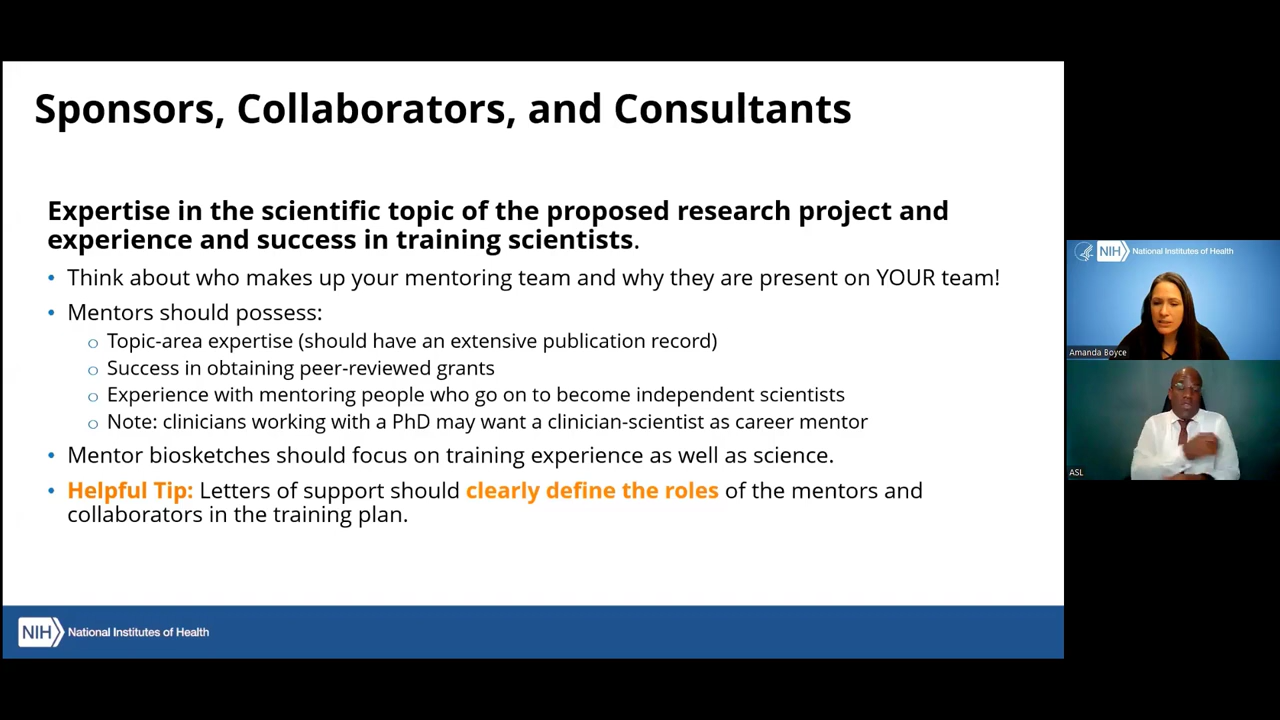 Sponsors, Collaborators, and Consultants
Expertise in the scientific topic of the proposed research project and
experience and success in training scientists.
• Think about who makes up your mentoring team and why they are present on YOUR team!
• Mentors should possess:
o Topic-area expertise (should have an extensive publication record)
o Success in obtaining peer-reviewed grants
o Experience with mentoring people who go on to become independent scientists
o Note: clinicians working with a PhD may want a clinician-scientist as career mentor
• Mentor biosketches should focus on training experience as well as science.
• Helpful Tip: Letters of support should clearly define the roles of the mentors and
collaborators in the training plan.
NIH National Institutes of Health
NIH National Institutes of Health
Amanda Boyce
ASL